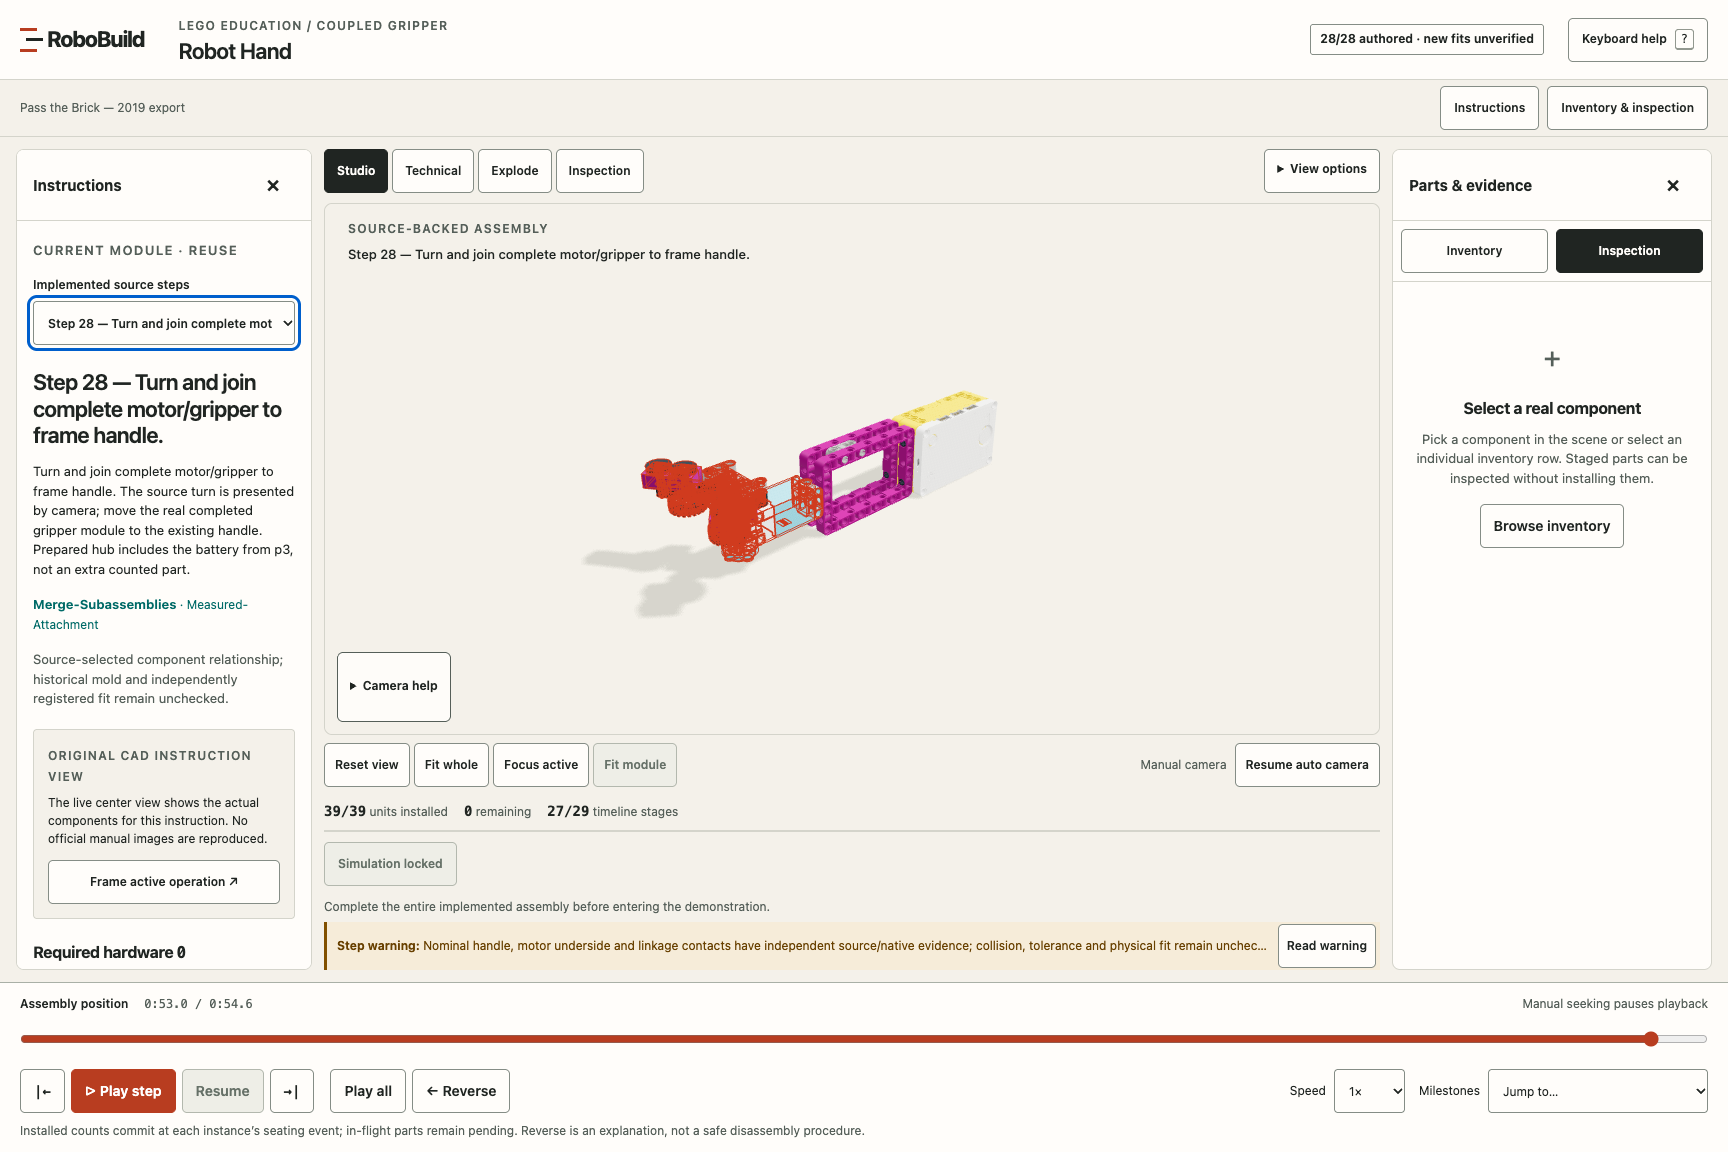 RoboBuild
LEGO EDUCATION / COUPLED GRIPPER
Robot Hand
28/28 authored · new fits unverified
Keyboard help ?
Pass the Brick — 2019 export
Instructions
Inventory & inspection
Instructions
CURRENT MODULE · REUSE
Implemented source steps
Step 28 — Turn and join complete mot
Step 28 — Turn and join
complete motor/gripper to
frame handle.
Turn and join complete motor/gripper to
frame handle. The source turn is presented
by camera; move the real completed
gripper module to the existing handle.
Prepared hub includes the battery from p3,
not an extra counted part.
Merge-Subassemblies · Measured-
Attachment
Source-selected component relationship;
historical mold and independently
registered fit remain unchecked.
ORIGINAL CAD INSTRUCTION
VIEW
The live center view shows the actual
components for this instruction. No
official manual images are reproduced.
Frame active operation ↗
Required hardware 0
Studio
Technical
Explode
Inspection
View options
SOURCE-BACKED ASSEMBLY
Step 28 — Turn and join complete motor/gripper to frame handle.
Camera help
Reset view
Fit whole
Focus active
Fit module
Manual camera
Resume auto camera
39/39 units installed 0 remaining 27/29 timeline stages
Simulation locked
Complete the entire implemented assembly before entering the demonstration.
Step warning: Nominal handle, motor underside and linkage contacts have independent source/native evidence; collision, tolerance and physical fit remain unchec...
Read warning
Parts & evidence
Inventory
Inspection
+
Select a real component
Pick a component in the scene or select an
individual inventory row. Staged parts can be
inspected without installing them.
Browse inventory
Assembly position 0:53.0 / 0:54.6
Manual seeking pauses playback
|←
Play step
Resume
→|
Play all
← Reverse
Speed
1×
Milestones
Jump to...
Installed counts commit at each instance's seating event; in-flight parts remain pending. Reverse is an explanation, not a safe disassembly procedure.